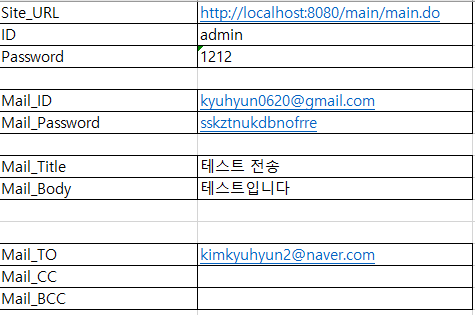 Site_URL http://localhost:8080/main/main.do
ID admin
Password 1212
Mail_ID kyuhyun0620@gmail.com
Mail_Password sskztnukdbnofrre
Mail_Title 테스트 전송
Mail_Body 테스트입니다
Mail_TO kimkyuhyun2@naver.com
Mail_CC
Mail_BCC